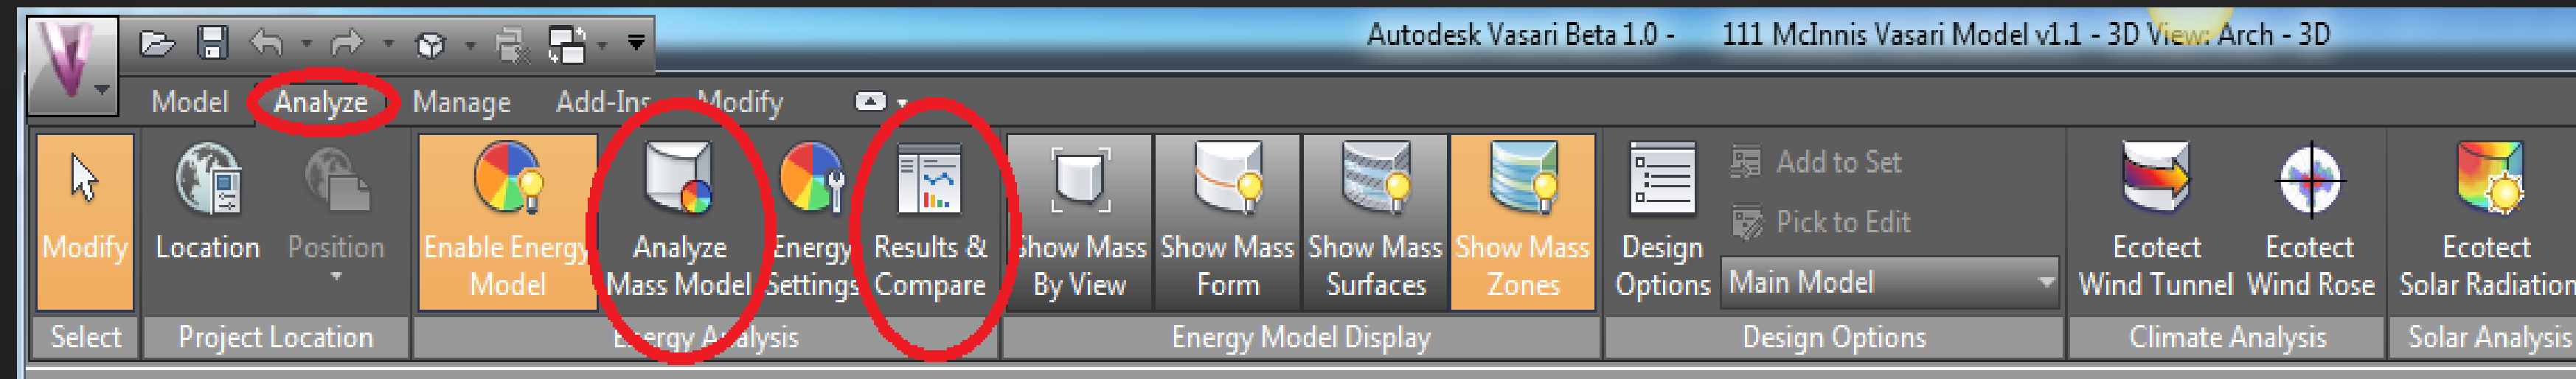 Autodesk Vasari Beta 1.0 - 111 McInnis Vasari Model v1.1 - 3D View: Arch - 3D
Model Analyze Manage Add-Ins Modify
Modify
Location
Position
Enable Energy
Model
Analyze
Mass Model
Energy
Settings
Results &
Compare
Show Mass
By View
Show Mass
Form
Show Mass
Surfaces
Show Mass
Zones
Design
Options
Add to Set
Pick to Edit
Main Model
Ecotect
Wind Tunnel
Ecotect
Wind Rose
Ecotect
Solar Radiation
Select
Project Location
Energy Analysis
Energy Model Display
Design Options
Climate Analysis
Solar Analysis